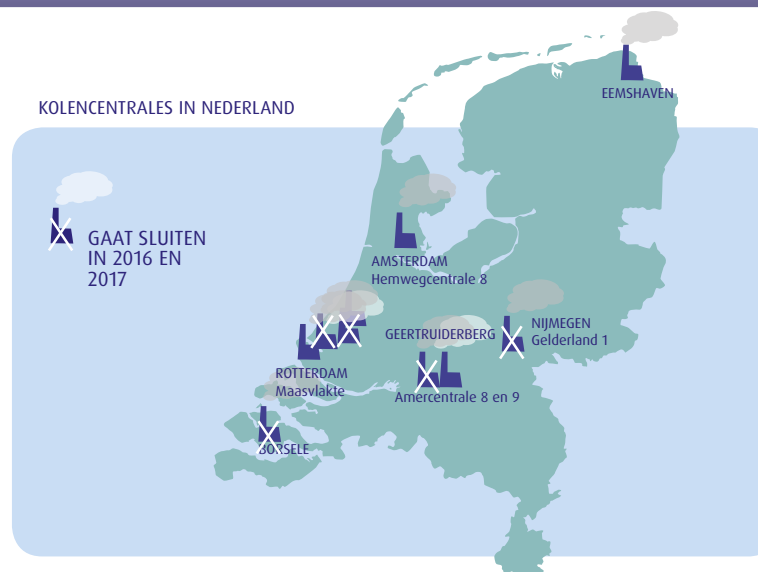 KOLENCENTRALES IN NEDERLAND
EEMSHAVEN
GAAT SLUITEN
IN 2016 EN
2017
AMSTERDAM
Hemwegcentrale 8
GEERTRUIDERBERG
NIJMEGEN
Gelderland 1
ROTTERDAM
Maasvlakte
Amercentrale 8 en 9
BORSELE